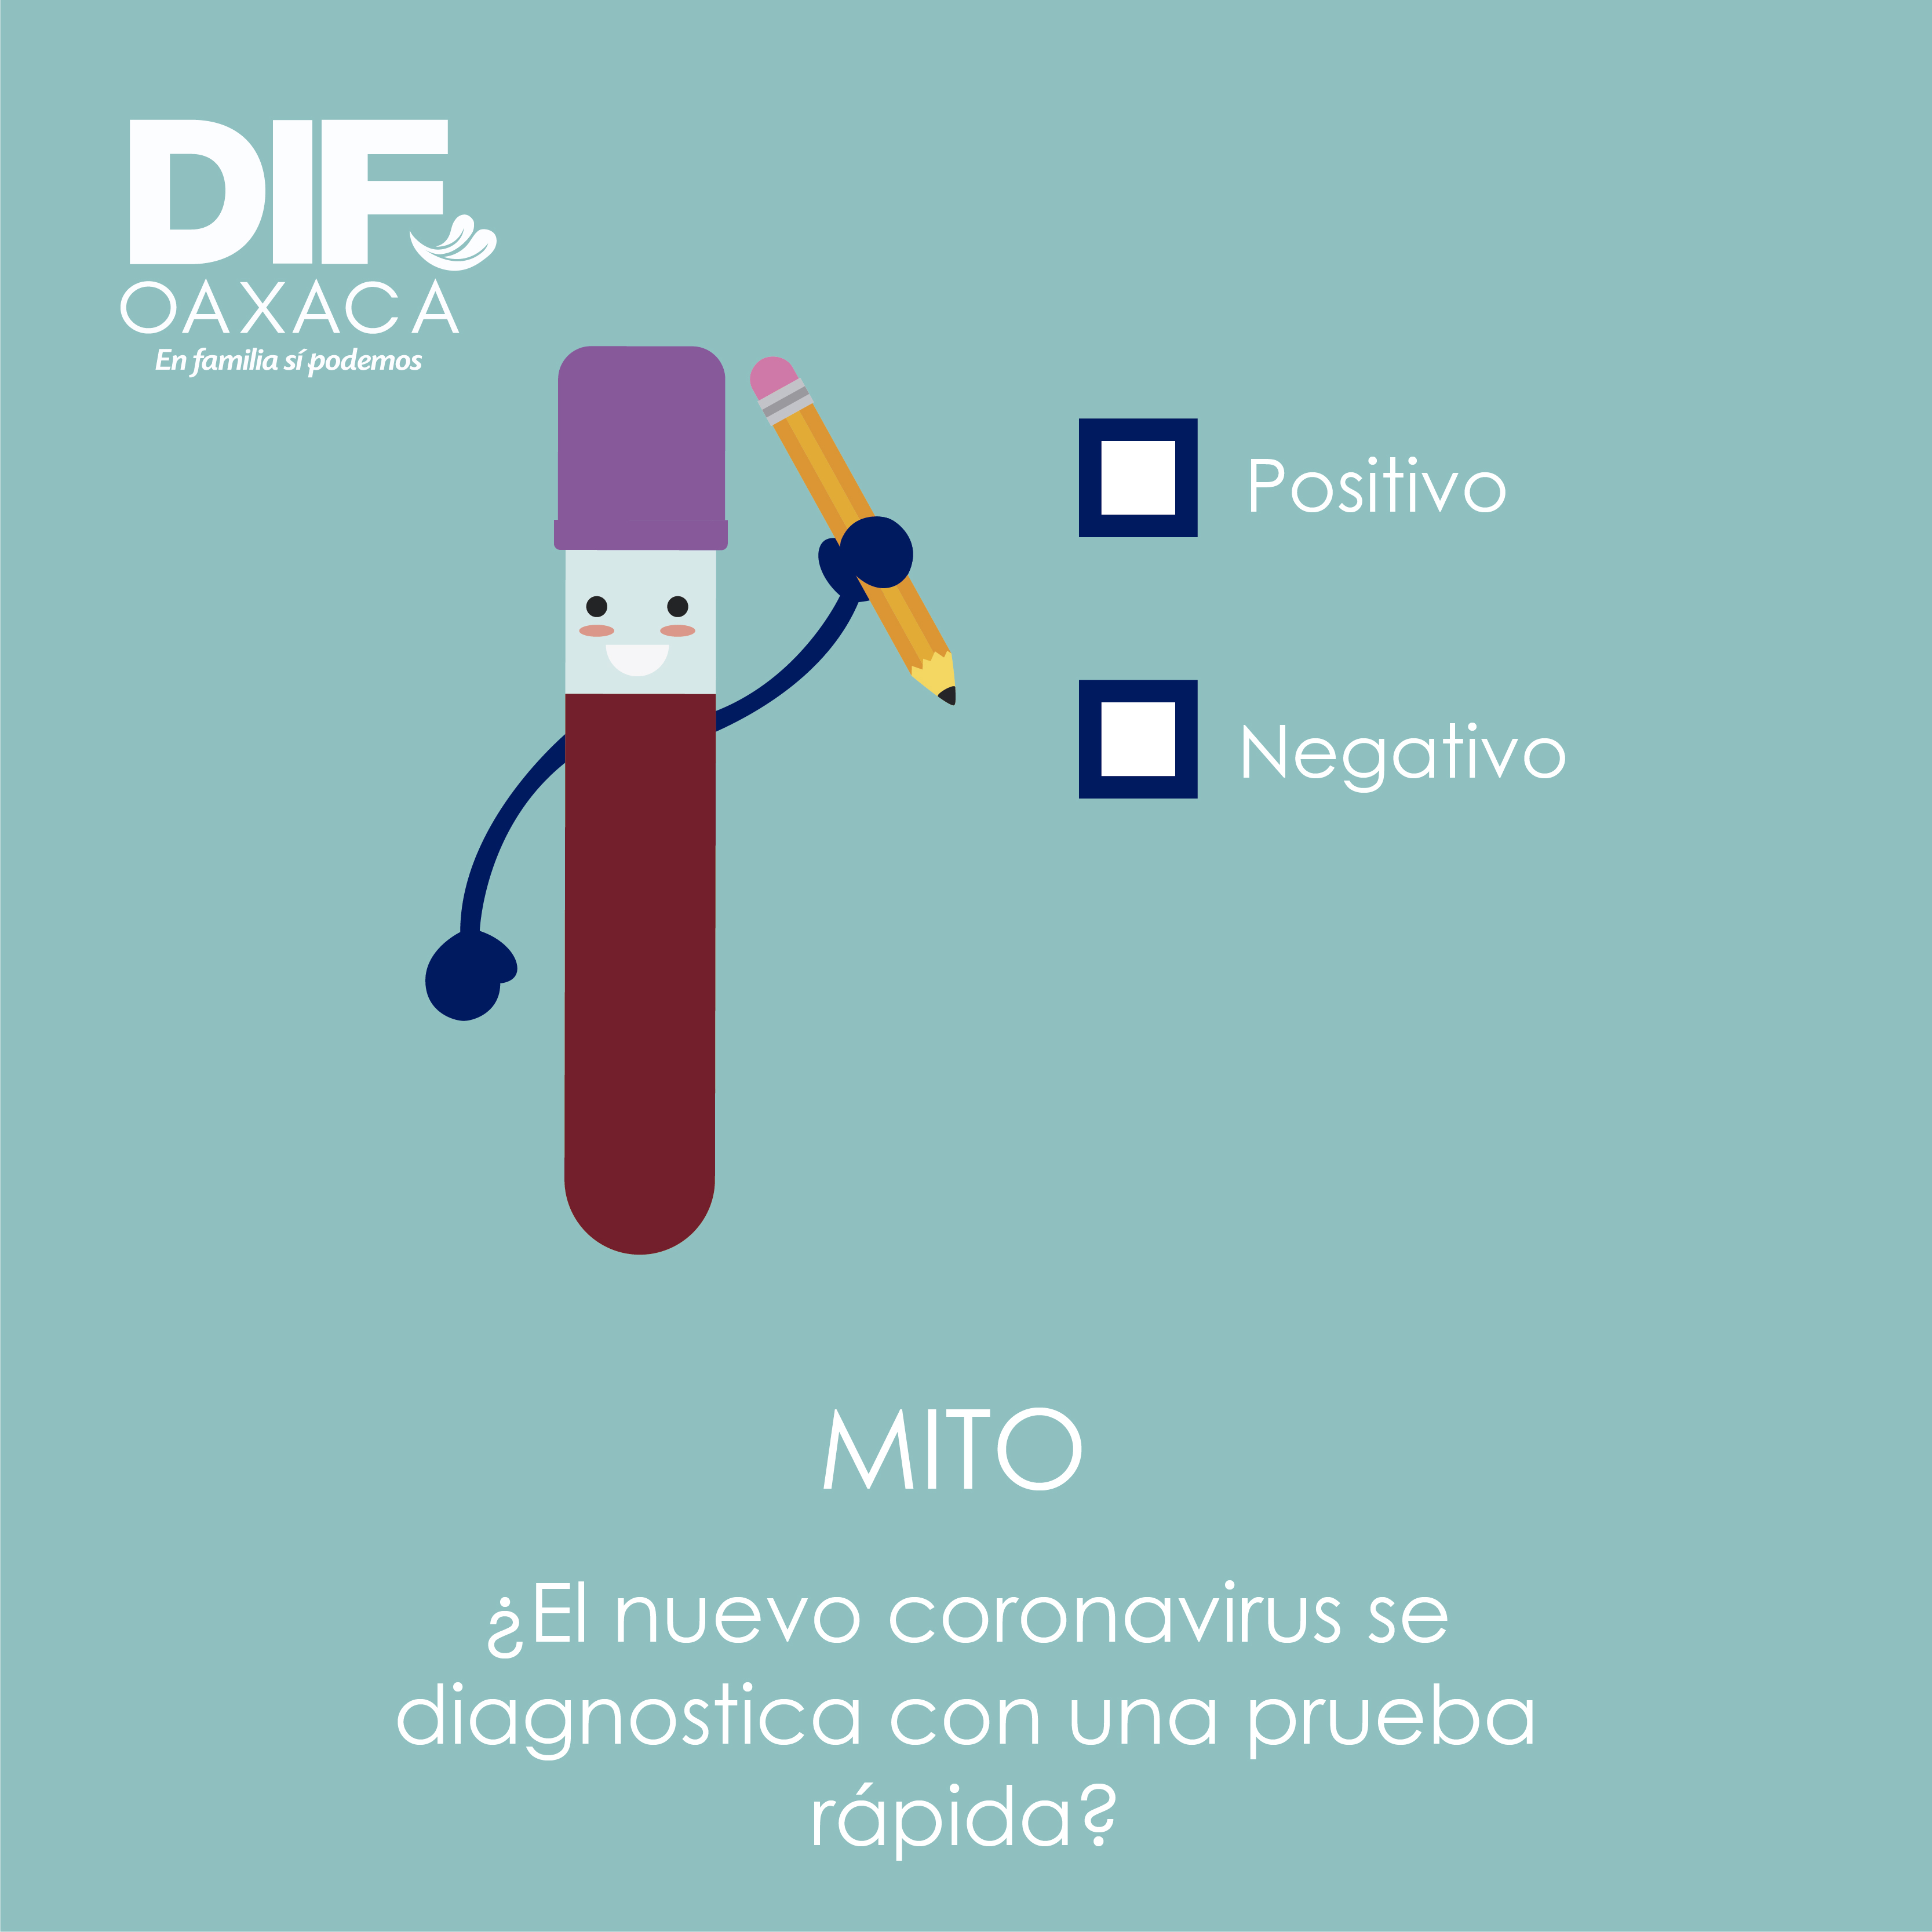 DIF
OAXACA
En familia sí podemos
Positivo
Negativo
MITO
¿El nuevo coronavirus se
diagnostica con una prueba
rápida?